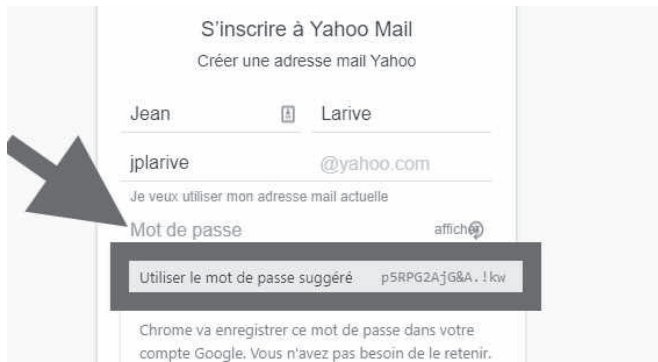 S'inscrire à Yahoo Mail
Créer une adresse mail Yahoo
Jean Larive
jplarive @yahoo.com
Je veux utiliser mon adresse mail actuelle
Mot de passe afficher
Utiliser le mot de passe suggéré p5RPG2AjG&A.!kw
Chrome va enregistrer ce mot de passe dans votre
compte Google. Vous n'avez pas besoin de le retenir.